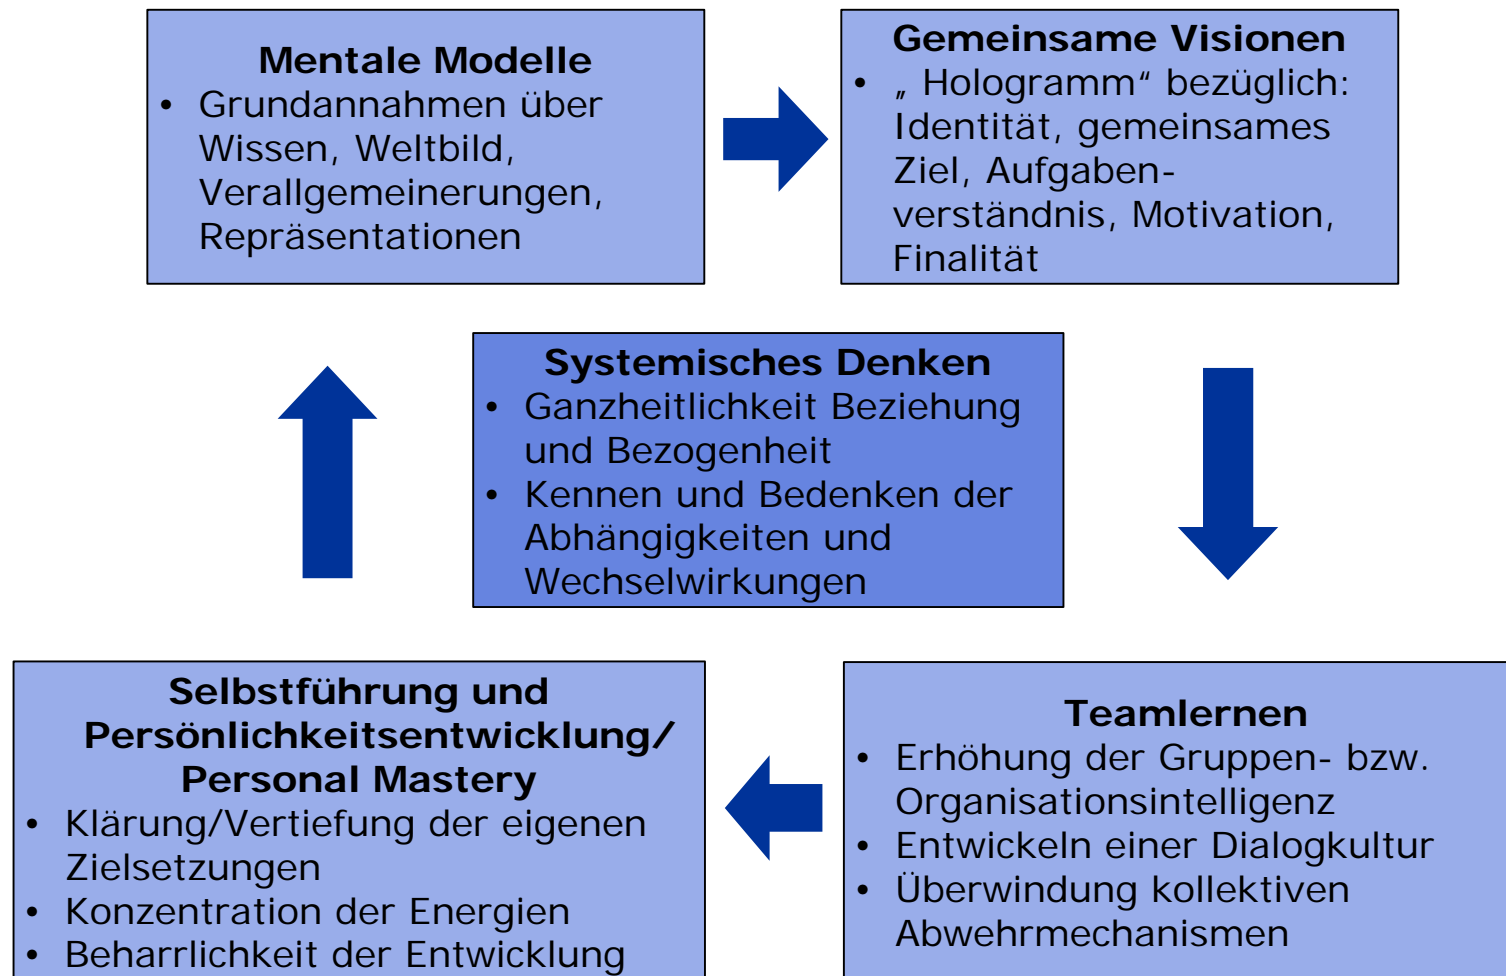 Mentale Modelle
• Grundannahmen über
Wissen, Weltbild,
Verallgemeinerungen,
Repräsentationen
Gemeinsame Visionen
• „ Hologramm“ bezüglich:
Identität, gemeinsames
Ziel, Aufgaben-
verständnis, Motivation,
Finalität
Systemisches Denken
• Ganzheitlichkeit Beziehung
und Bezogenheit
• Kennen und Bedenken der
Abhängigkeiten und
Wechselwirkungen
Selbstführung und
Persönlichkeitsentwicklung/
Personal Mastery
• Klärung/Vertiefung der eigenen
Zielsetzungen
• Konzentration der Energien
• Beharrlichkeit der Entwicklung
Teamlernen
• Erhöhung der Gruppen- bzw.
Organisationsintelligenz
• Entwickeln einer Dialogkultur
• Überwindung kollektiven
Abwehrmechanismen